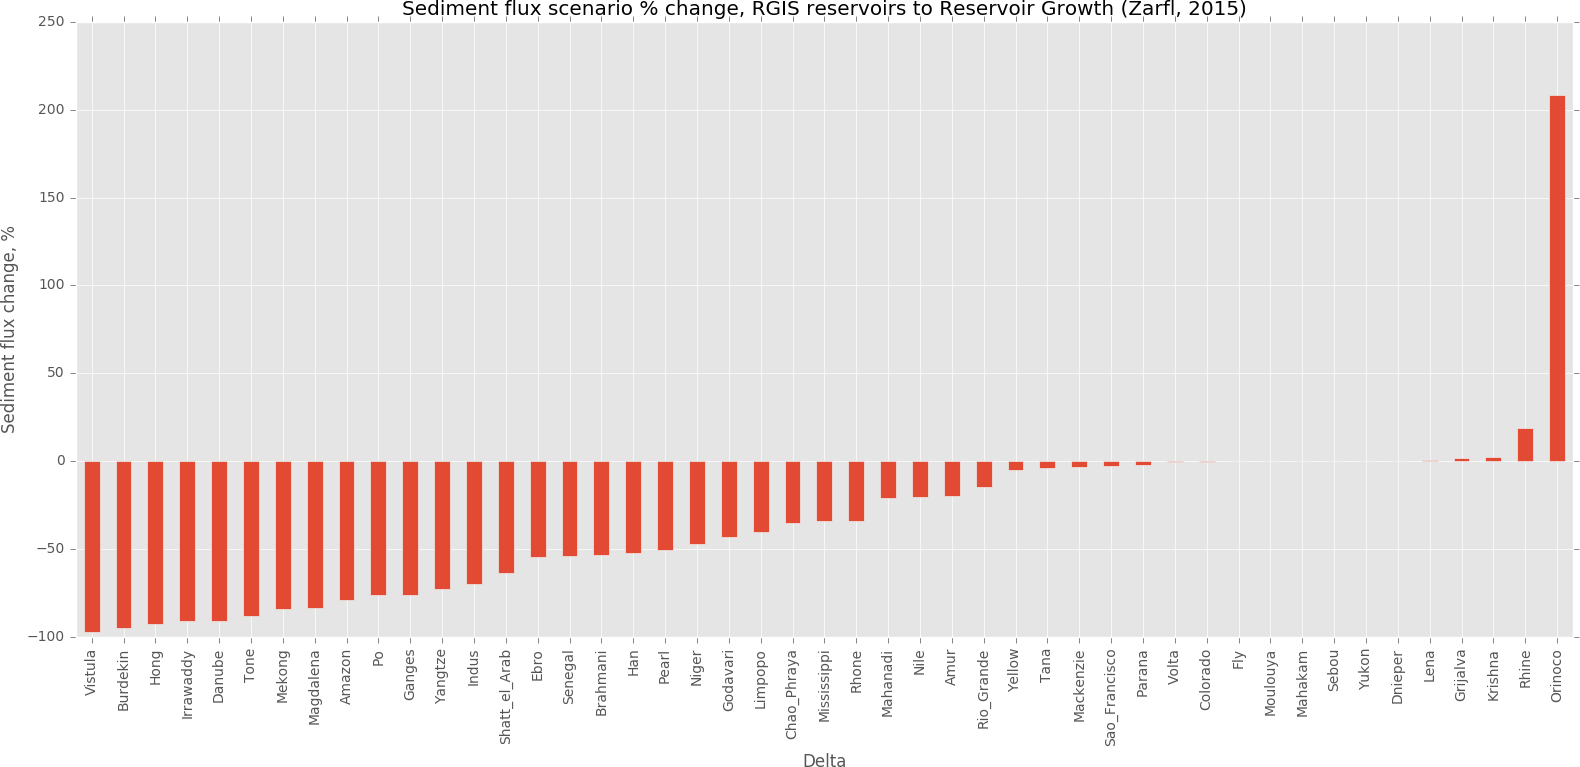 Sediment flux scenario % change, RGIS reservoirs to Reservoir Growth (Zarfl, 2015)
Sediment flux change, %
250
200
150
100
50
0
−50
−100
Vistula
Burdekin
Hong
Irrawaddy
Danube
Tone
Mekong
Magdalena
Amazon
Po
Ganges
Yangtze
Indus
Shatt_el_Arab
Ebro
Senegal
Brahmani
Han
Pearl
Niger
Godavari
Limpopo
Chao_Phraya
Mississippi
Rhone
Mahanadi
Nile
Amur
Rio_Grande
Yellow
Tana
Mackenzie
Sao_Francisco
Parana
Volta
Colorado
Fly
Moulouya
Mahakam
Sebou
Yukon
Dnieper
Lena
Grijalva
Krishna
Rhine
Orinoco
Delta